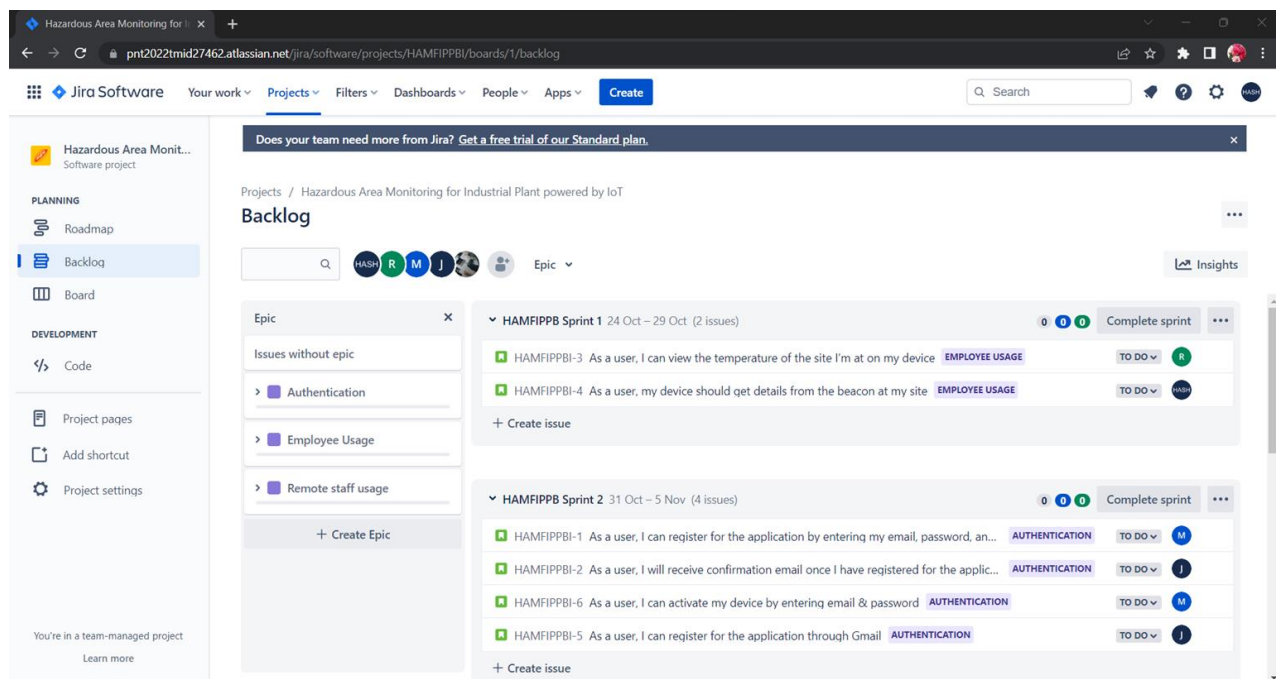 Hazardous Area Monitoring for I
pnt2022tmid27462.atlassian.net/jira/software/projects/HAMFIPPBI/boards/1/backlog
Jira Software Your work Projects Filters Dashboards People Apps Create Search HASH
Hazardous Area Monit...
Software project
PLANNING
Roadmap
Backlog
Board
DEVELOPMENT
Code
Project pages
Add shortcut
Project settings
You're in a team-managed project
Learn more
Does your team need more from Jira? Get a free trial of our Standard plan.
Projects / Hazardous Area Monitoring for Industrial Plant powered by IoT
Backlog
HASH R M J Epic Insights
Epic
Issues without epic
Authentication
Employee Usage
Remote staff usage
+ Create Epic
HAMFIPPB Sprint 1 24 Oct – 29 Oct (2 issues) 0 0 0 Complete sprint
HAMFIPPBI-3 As a user, I can view the temperature of the site I'm at on my device EMPLOYEE USAGE TO DO R
HAMFIPPBI-4 As a user, my device should get details from the beacon at my site EMPLOYEE USAGE TO DO HASH
+ Create issue
HAMFIPPB Sprint 2 31 Oct – 5 Nov (4 issues) 0 0 0 Complete sprint
HAMFIPPBI-1 As a user, I can register for the application by entering my email, password, an... AUTHENTICATION TO DO M
HAMFIPPBI-2 As a user, I will receive confirmation email once I have registered for the applic... AUTHENTICATION TO DO J
HAMFIPPBI-6 As a user, I can activate my device by entering email & password AUTHENTICATION TO DO M
HAMFIPPBI-5 As a user, I can register for the application through Gmail AUTHENTICATION TO DO J
+ Create issue